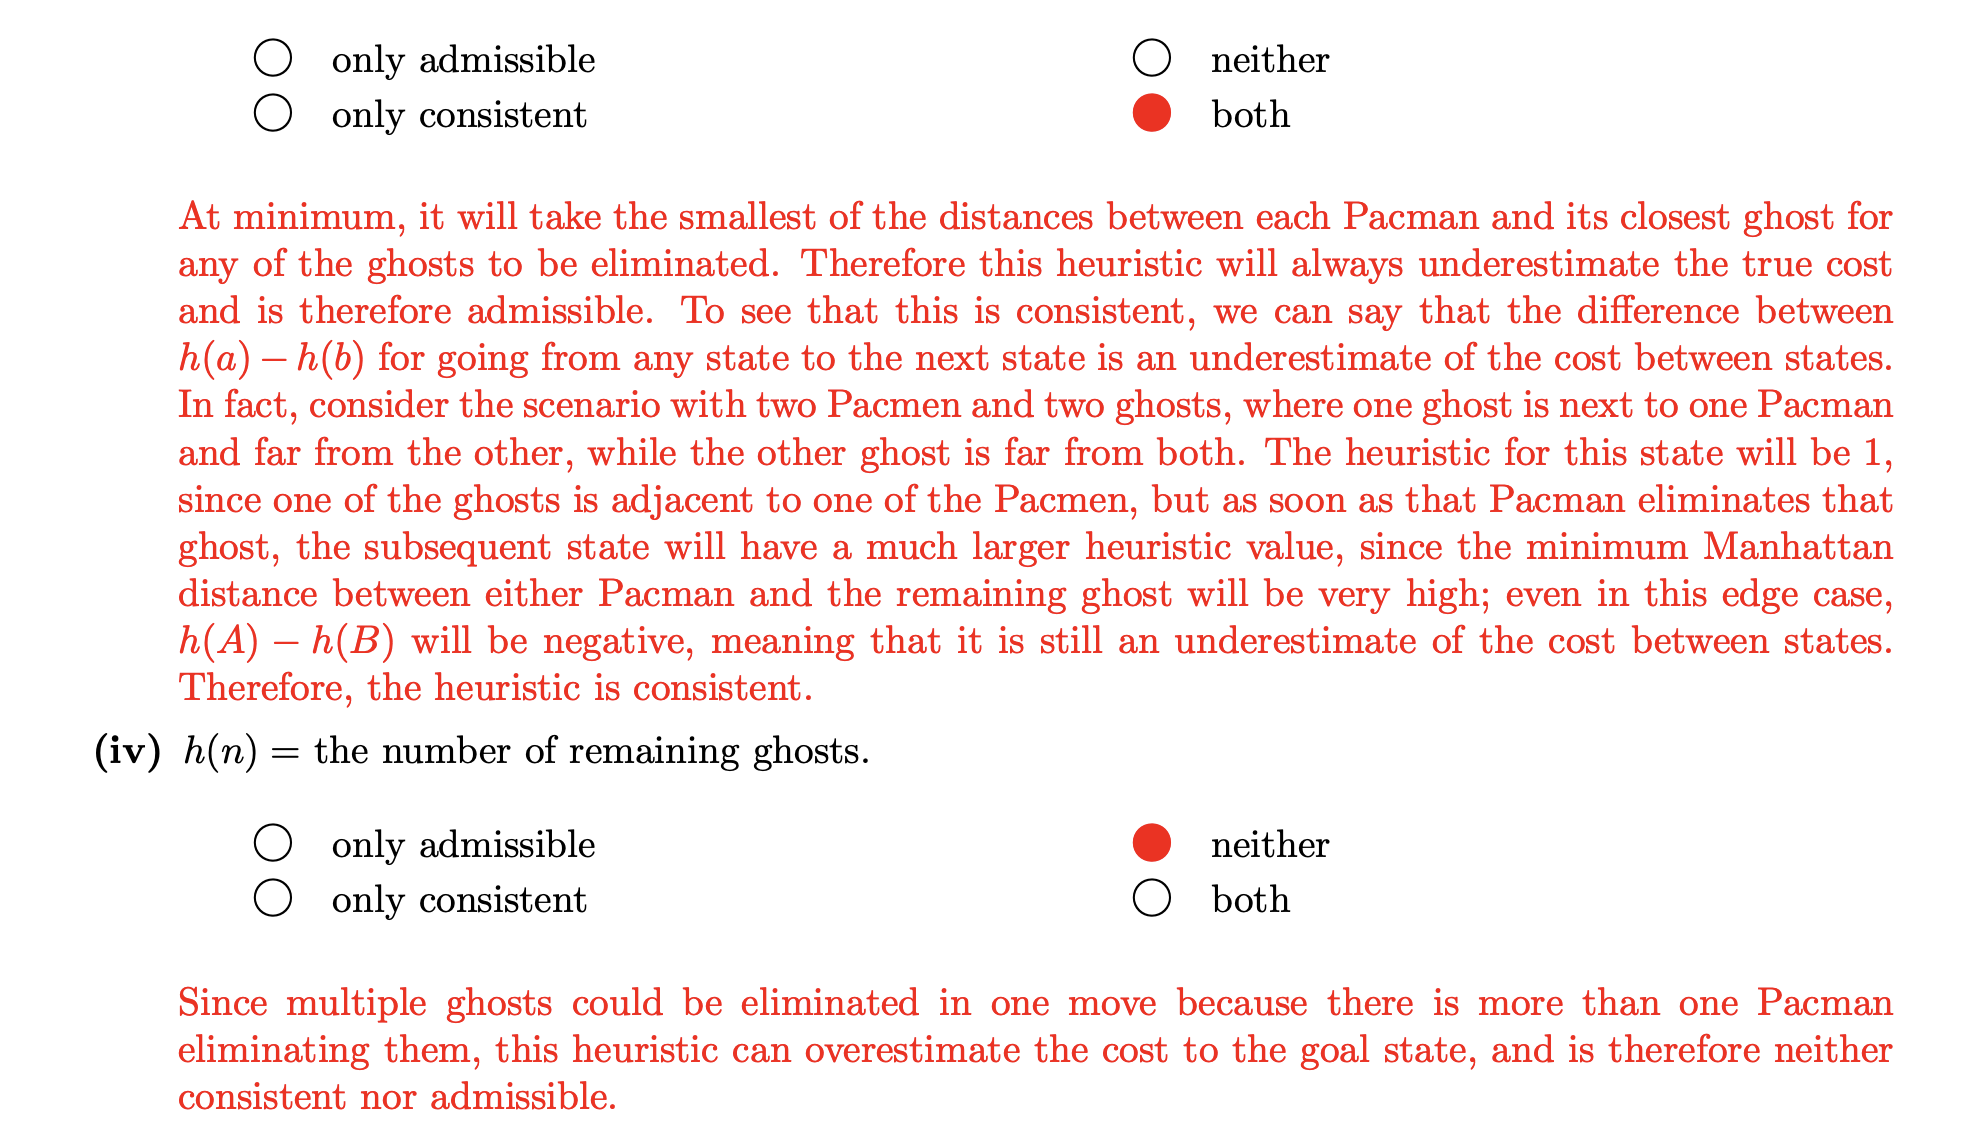 only admissible neither
only consistent both
At minimum, it will take the smallest of the distances between each Pacman and its closest ghost for
any of the ghosts to be eliminated. Therefore this heuristic will always underestimate the true cost
and is therefore admissible. To see that this is consistent, we can say that the difference between
h(a) − h(b) for going from any state to the next state is an underestimate of the cost between states.
In fact, consider the scenario with two Pacmen and two ghosts, where one ghost is next to one Pacman
and far from the other, while the other ghost is far from both. The heuristic for this state will be 1,
since one of the ghosts is adjacent to one of the Pacmen, but as soon as that Pacman eliminates that
ghost, the subsequent state will have a much larger heuristic value, since the minimum Manhattan
distance between either Pacman and the remaining ghost will be very high; even in this edge case,
h(A) − h(B) will be negative, meaning that it is still an underestimate of the cost between states.
Therefore, the heuristic is consistent.
(iv) h(n) = the number of remaining ghosts.
only admissible neither
only consistent both
Since multiple ghosts could be eliminated in one move because there is more than one Pacman
eliminating them, this heuristic can overestimate the cost to the goal state, and is therefore neither
consistent nor admissible.